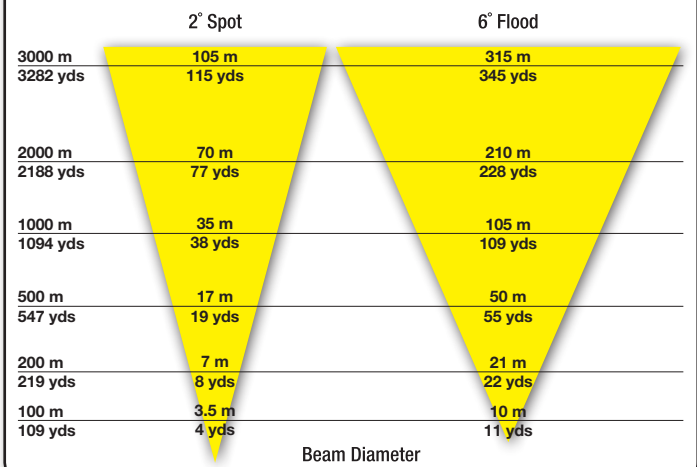 2° Spot 6° Flood
3000 m 105 m 315 m
3282 yds 115 yds 345 yds
2000 m 70 m 210 m
2188 yds 77 yds 228 yds
1000 m 35 m 105 m
1094 yds 38 yds 109 yds
500 m 17 m 50 m
547 yds 19 yds 55 yds
200 m 7 m 21 m
219 yds 8 yds 22 yds
100 m 3.5 m 10 m
109 yds 4 yds 11 yds
Beam Diameter